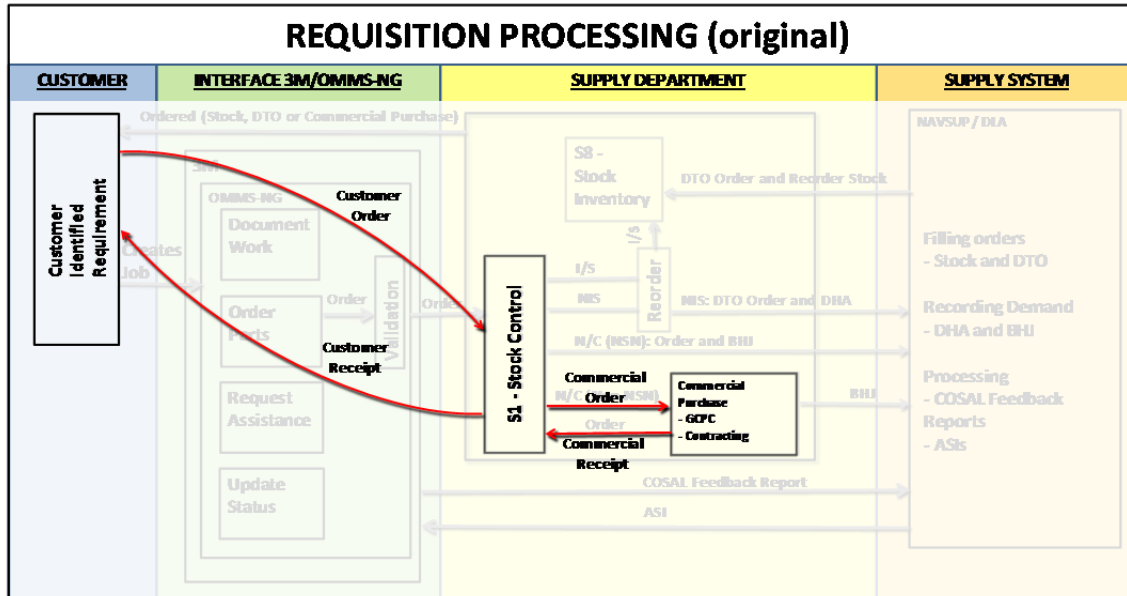 REQUISITION PROCESSING (original)
CUSTOMER
INTERFACE 3M/OMMS-NG
SUPPLY DEPARTMENT
SUPPLY SYSTEM
Ordered (Stock, DTO or Commercial Purchase)
NAVSUP / DLA
Customer
Identified
Requirement
Creates
Job
3M
OMMS-NG
Document
Work
Order
Parts
Order
Validation
Order
Request
Assistance
Update
Status
Customer
Order
Customer
Receipt
S1 - Stock Control
S8 -
Stock
Inventory
DTO Order and Reorder Stock
I/S
I/S
NIS
Reorder
NIS: DTO Order and DHA
N/C (NSN): Order and BHJ
N/C
NSN)
Order
Commercial
Order
Commercial
Receipt
Commercial
Purchase
- GCPC
- Contracting
BHJ
Filling orders
- Stock and DTO
Recording Demand
- DHA and BHJ
Processing
- COSAL Feedback
Reports
- ASIs
COSAL Feedback Report
ASI